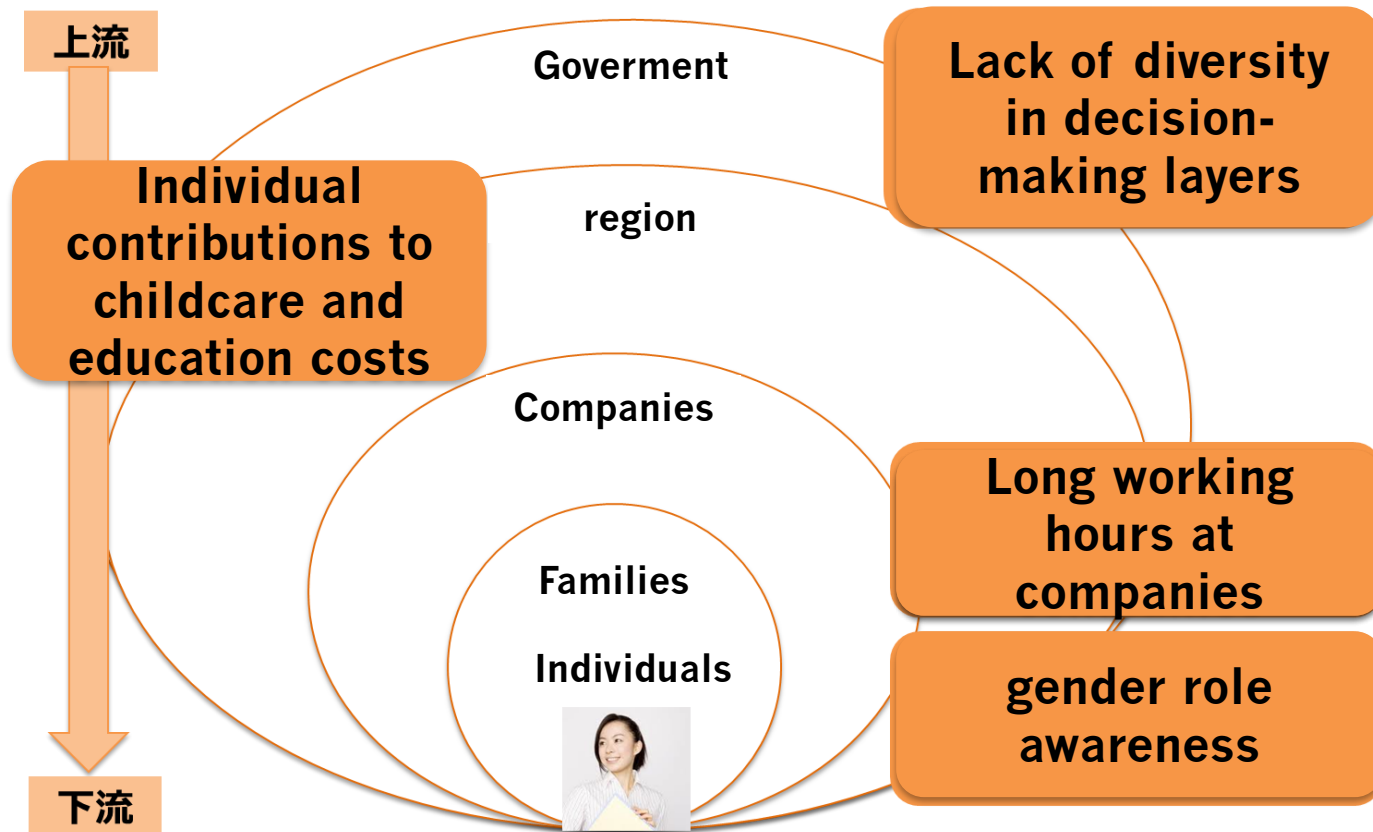 上流
Goverment
Lack of diversity
in decision-
making layers
Individual
contributions to
childcare and
education costs
region
Companies
Long working
hours at
companies
Families
Individuals
gender role
awareness
下流